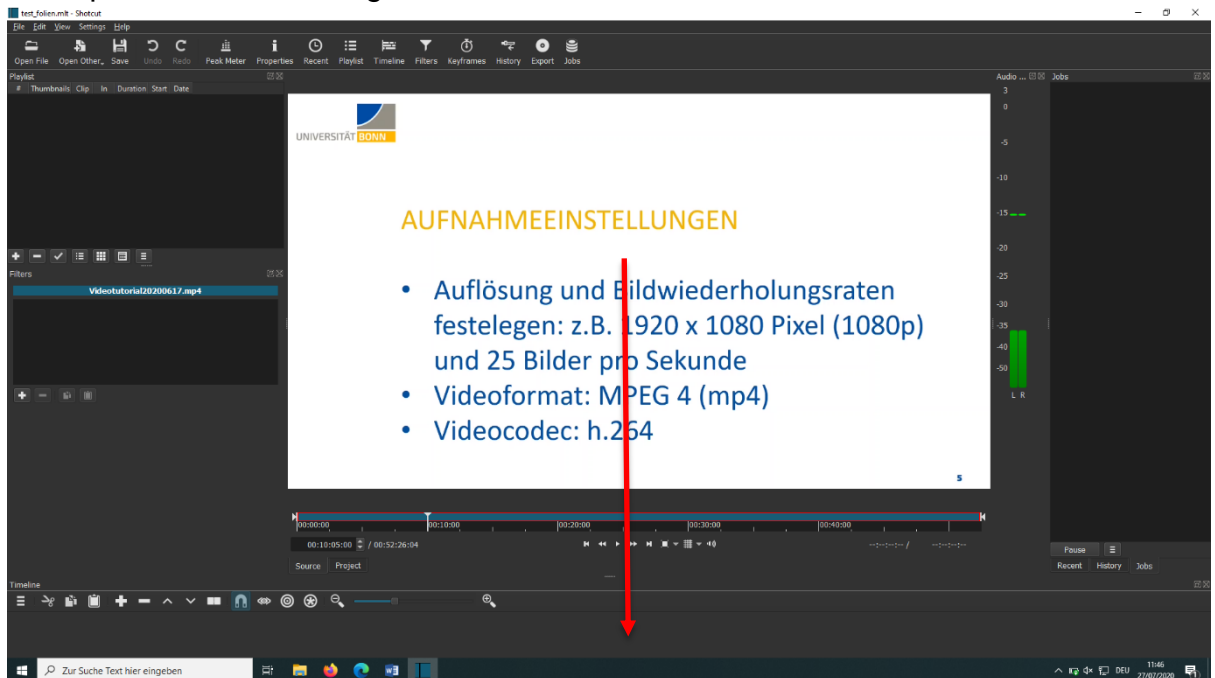 test_folien.mlt - Shotcut
File Edit View Settings Help
Open File Open Other... Save Undo Redo Peak Meter Properties Recent Playlist Timeline Filters Keyframes History Export Jobs
Playlist
# Thumbnails Clip In Duration Start Date
Audio ...
Jobs
3
0
-5
-10
-15
-20
-25
-30
-35
-40
-50
L R
UNIVERSITÄT BONN
AUFNAHMEEINSTELLUNGEN
• Auflösung und Bildwiederholungsraten
festelegen: z.B. 1920 x 1080 Pixel (1080p)
und 25 Bilder pro Sekunde
• Videoformat: MPEG 4 (mp4)
• Videocodec: h.264
5
Filters
Videotutorial20200617.mp4
00:00:00 00:10:00 00:20:00 00:30:00 00:40:00
00:10:05:00 / 00:52:26:04
--:--:--:-- / --:--:--:--
Source Project
Pause
Recent History Jobs
Timeline
Zur Suche Text hier eingeben
DEU
11:46
27/07/2020